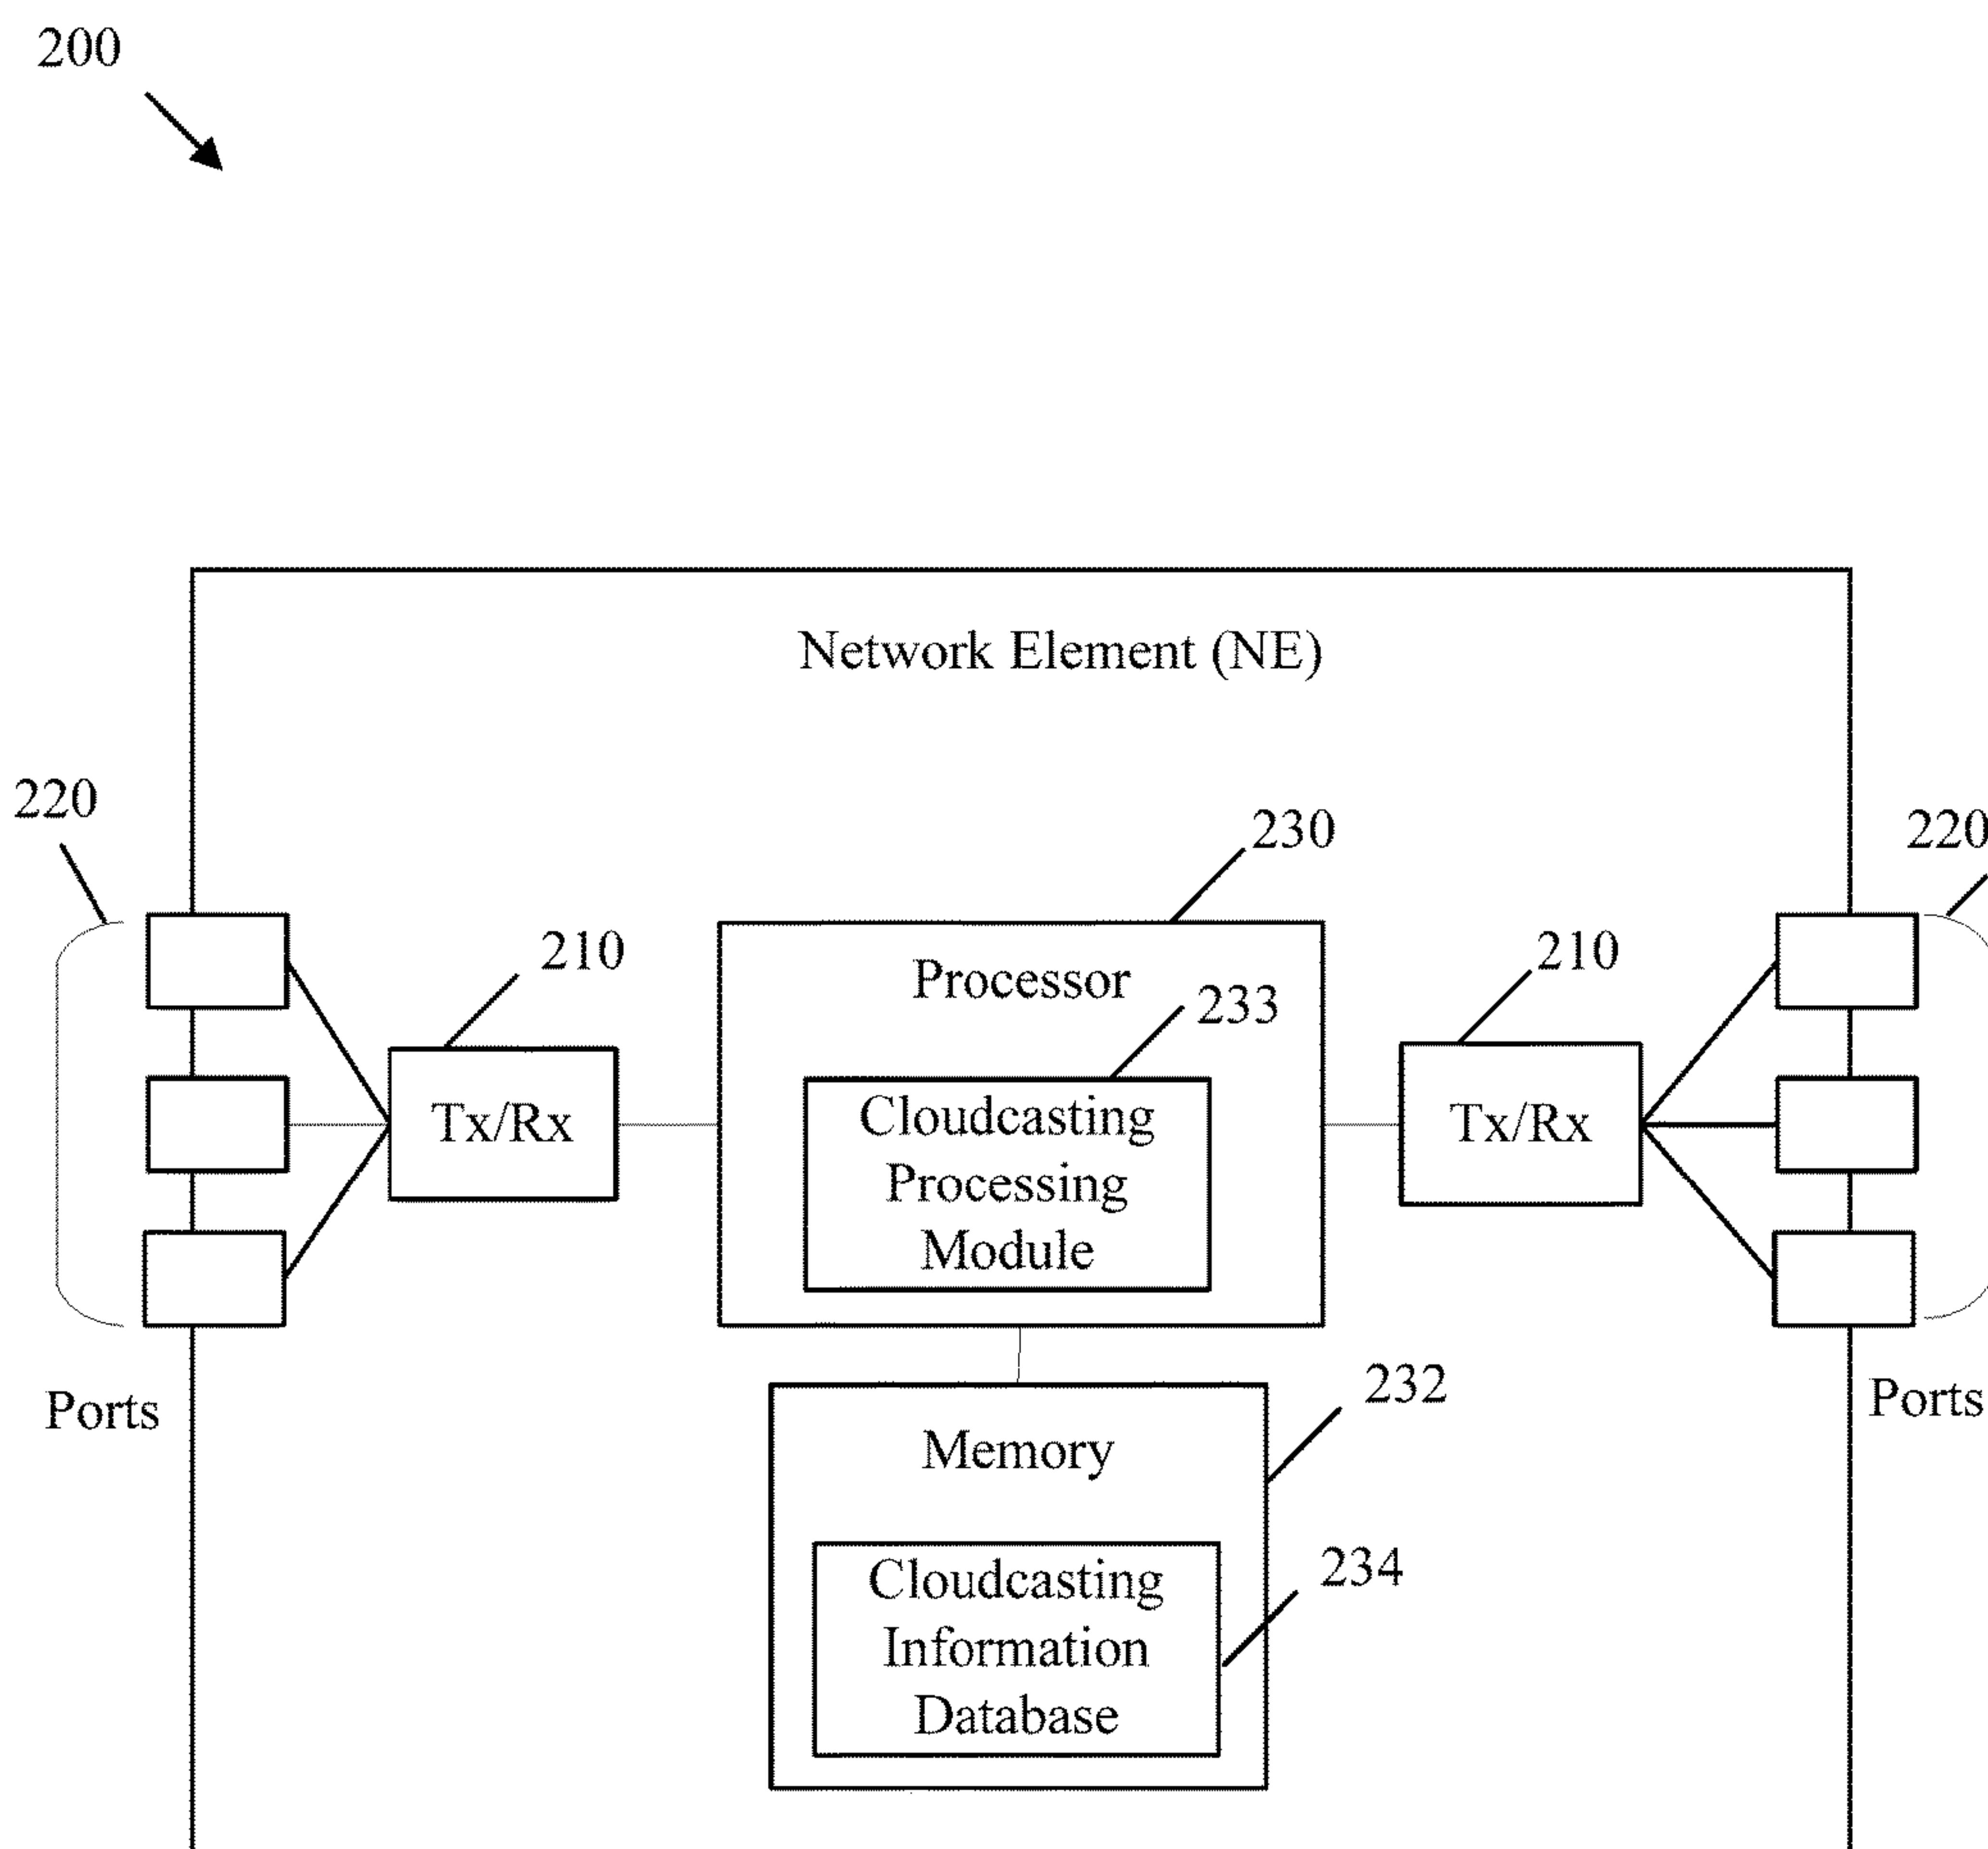 200
Network Element (NE)
220
230
220
210
Processor
210
233
Tx/Rx
Cloudcasting
Processing
Module
Tx/Rx
Ports
232
Ports
Memory
234
Cloudcasting
Information
Database